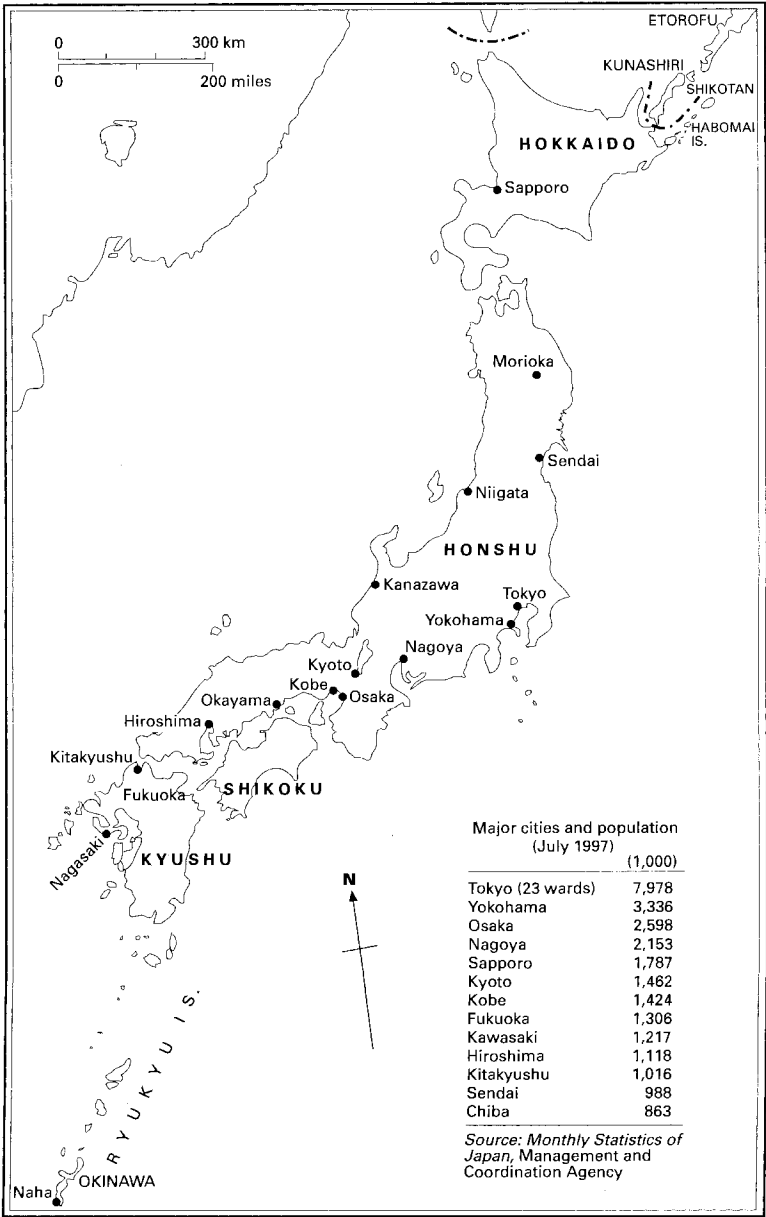 0 300 km
0 200 miles
ETOROFU
KUNASHIRI
SHIKOTAN
HABOMAI
IS.
HOKKAIDO
Sapporo
Morioka
Sendai
Niigata
HONSHU
Kanazawa
Tokyo
Yokohama
Nagoya
Kyoto
Kobe
Osaka
Okayama
Hiroshima
Kitakyushu
SHIKOKU
Fukuoka
Nagasaki
KYUSHU
N
RYUKYU IS.
OKINAWA
Naha
Major cities and population
(July 1997)
(1,000)
Tokyo (23 wards) 7,978
Yokohama 3,336
Osaka 2,598
Nagoya 2,153
Sapporo 1,787
Kyoto 1,462
Kobe 1,424
Fukuoka 1,306
Kawasaki 1,217
Hiroshima 1,118
Kitakyushu 1,016
Sendai 988
Chiba 863
Source: Monthly Statistics of
Japan, Management and
Coordination Agency